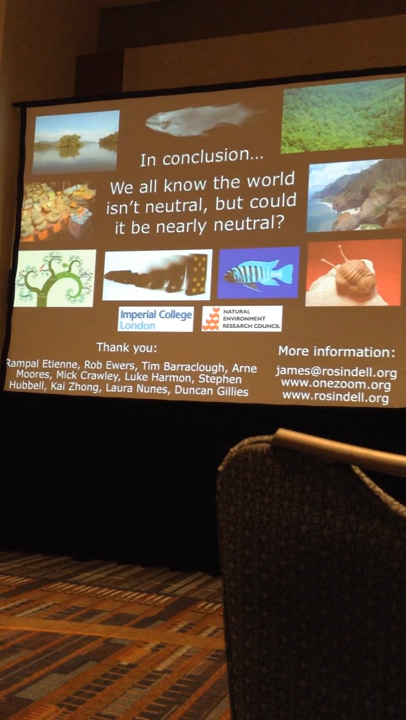 In conclusion...
We all know the world
isn't neutral, but could
it be nearly neutral?
Imperial College
London
NATURAL
ENVIRONMENT
RESEARCH COUNCIL
Thank you:
Rampal Etienne, Rob Ewers, Tim Barraclough, Arne
Moores, Mick Crawley, Luke Harmon, Stephen
Hubbell, Kai Zhong, Laura Nunes, Duncan Gillies
More information:
james@rosindell.org
www.onezoom.org
www.rosindell.org